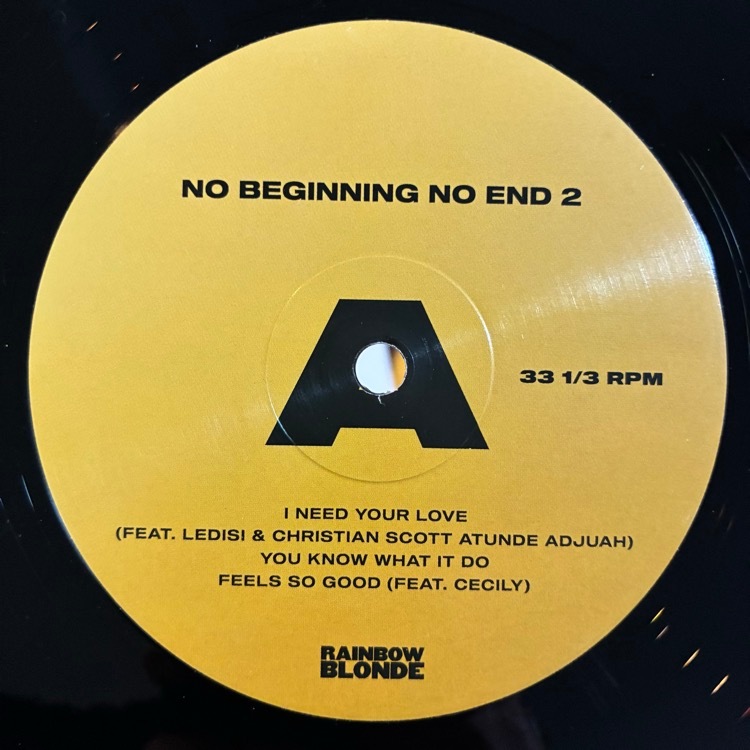 NO BEGINNING NO END 2
A
33 1/3 RPM
I NEED YOUR LOVE
(FEAT. LEDISI & CHRISTIAN SCOTT ATUNDE ADJUAH)
YOU KNOW WHAT IT DO
FEELS SO GOOD (FEAT. CECILY)
RAINBOW
BLONDE